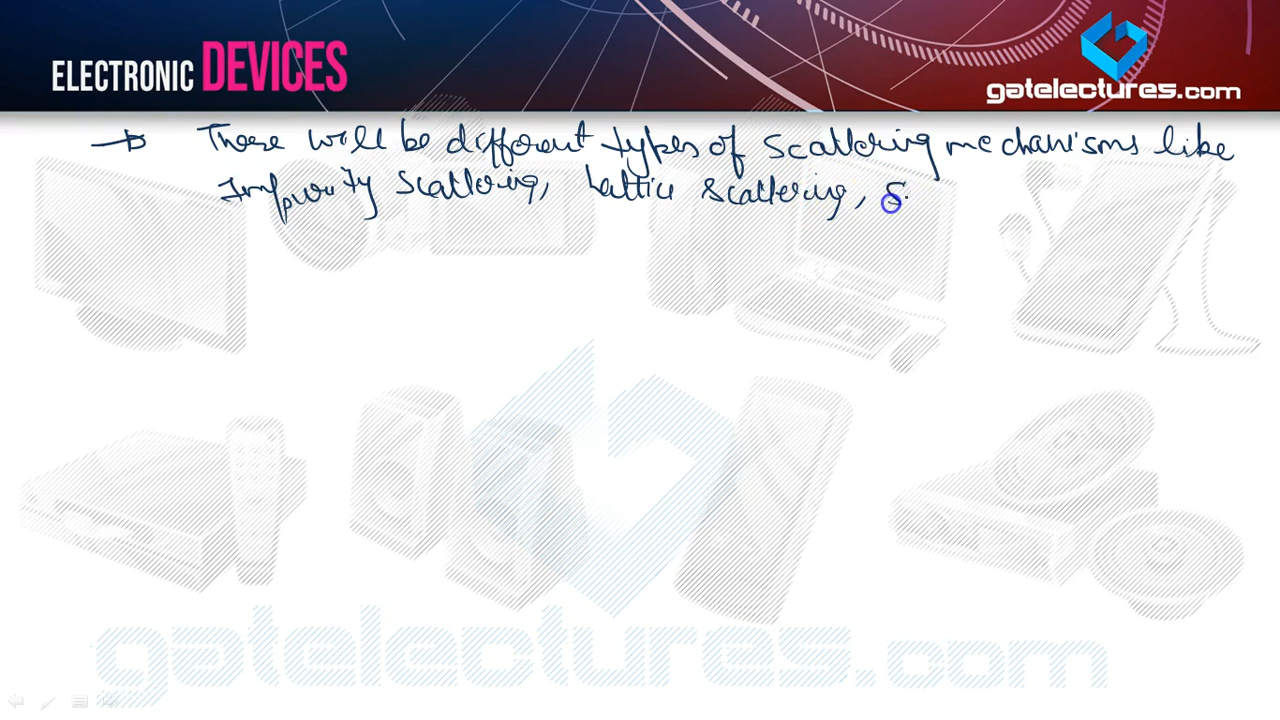 ELECTRONIC DEVICES
gatelectures.com
There will be different types of Scattering mechanisms like
Impurity Scattering, Lattice Scattering, S
gatelectures.com